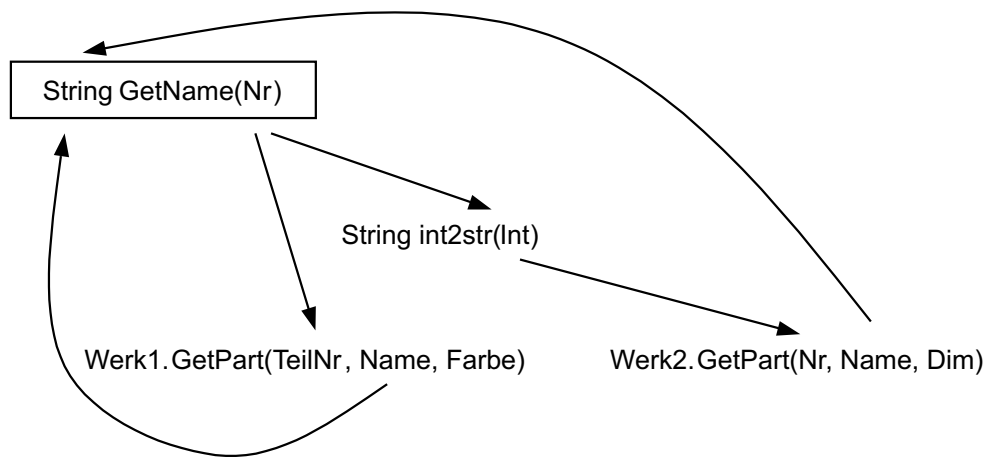 String GetName(Nr)
String int2str(Int)
Werk1.GetPart(TeilNr, Name, Farbe)
Werk2.GetPart(Nr, Name, Dim)